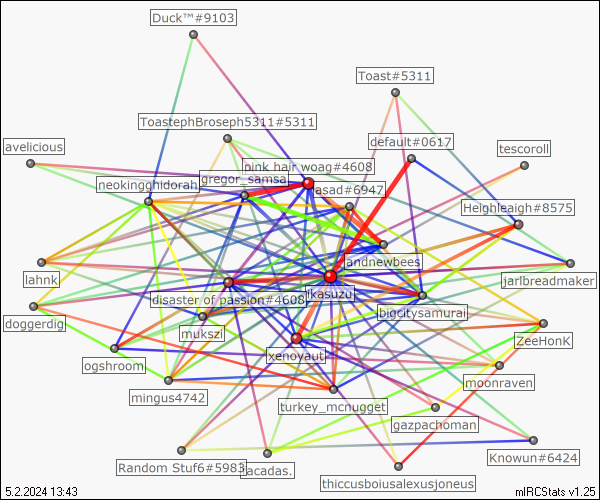 Duck™#9103
Toast#5311
ToastephBroseph5311#5311
default#0617
avelicious
tescoroll
pink hair woag#4608
gregor_samsa
neokingghidorah
asad#6947
Heighleaigh#8575
andnewbees
lahnk
jarlbreadmaker
disaster of passion#4608
ikasuzu
bigcitysamurai
doggerdig
mukszi
ZeeHonK
xenoyaut
ogshroom
moonraven
mingus4742
turkey_mcnugget
gazpachoman
Random Stuf6#5983
acadas.
Knowun#6424
thiccusboiusalexusjoneus
5.2.2024 13:43
mIRCStats v1.25